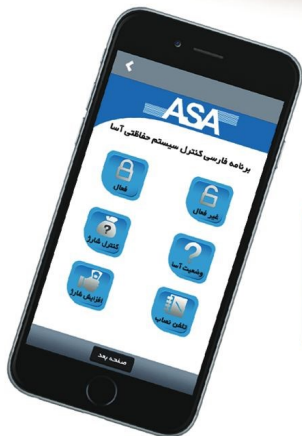 ASA
برنامه فارسی کنترل سیستم حفاظتی آسا
غیر فعال
فعال
وضعیت آسا
کنترل شارژ
تلفن نصاب
افزایش شارژ
صفحه بعد